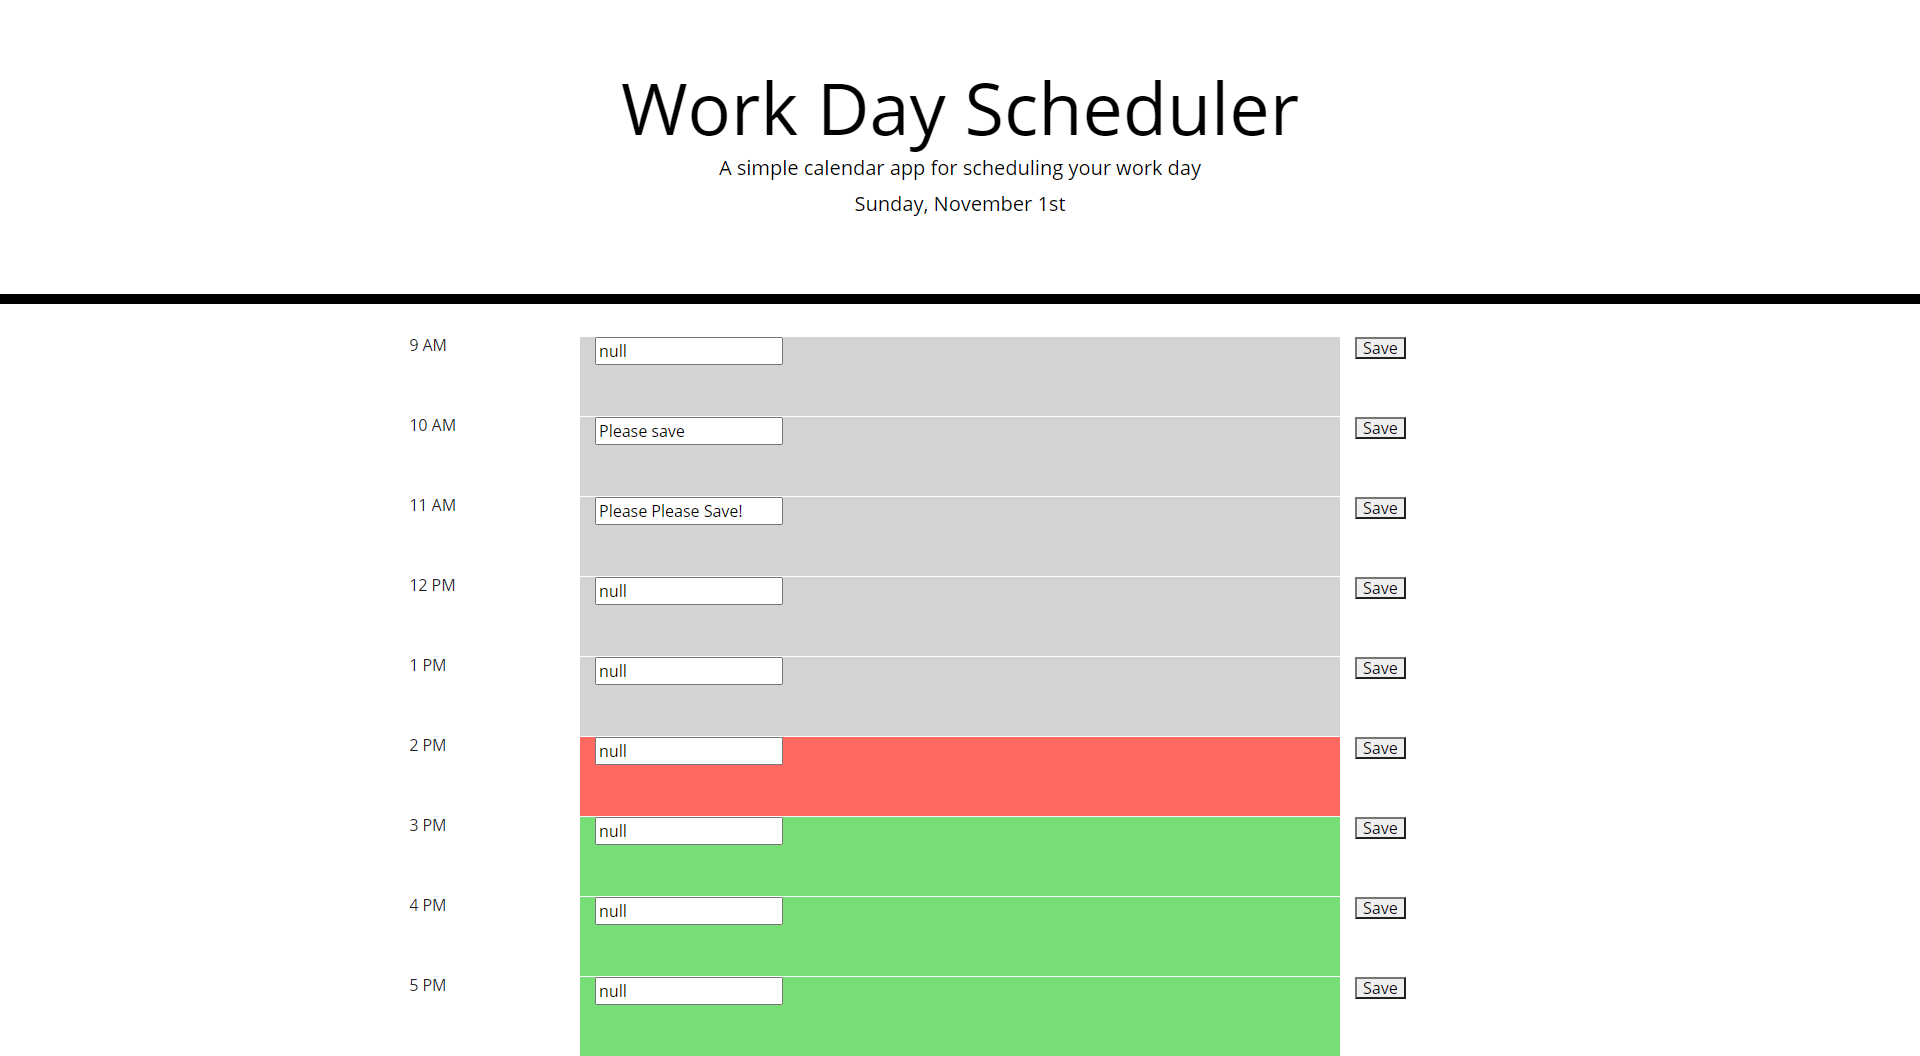 Work Day Scheduler
A simple calendar app for scheduling your work day
Sunday, November 1st
9 AM null Save
10 AM Please save Save
11 AM Please Please Save! Save
12 PM null Save
1 PM null Save
2 PM null Save
3 PM null Save
4 PM null Save
5 PM null Save